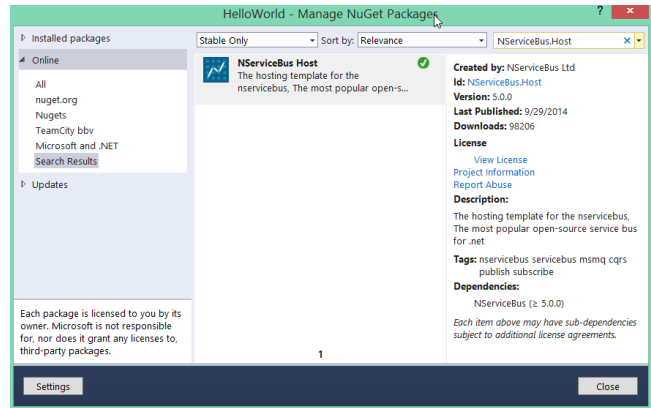 HelloWorld - Manage NuGet Packages
?
Installed packages
Stable Only
Sort by: Relevance
NServiceBus.Host
Online
All
nuget.org
Nugets
TeamCity bbv
Microsoft and .NET
Search Results
Updates
Each package is licensed to you by its
owner. Microsoft is not responsible
for, nor does it grant any licenses to,
third-party packages.
NServiceBus Host
The hosting template for the
nservicebus, The most popular open-s...
1
Created by: NServiceBus Ltd
Id: NServiceBus.Host
Version: 5.0.0
Last Published: 9/29/2014
Downloads: 98206
License
View License
Project Information
Report Abuse
Description:
The hosting template for the nservicebus,
The most popular open-source service bus
for .net
Tags: nservicebus servicebus msmq cqrs
publish subscribe
Dependencies:
NServiceBus (≥ 5.0.0)
Each item above may have sub-dependencies
subject to additional license agreements.
Settings
Close